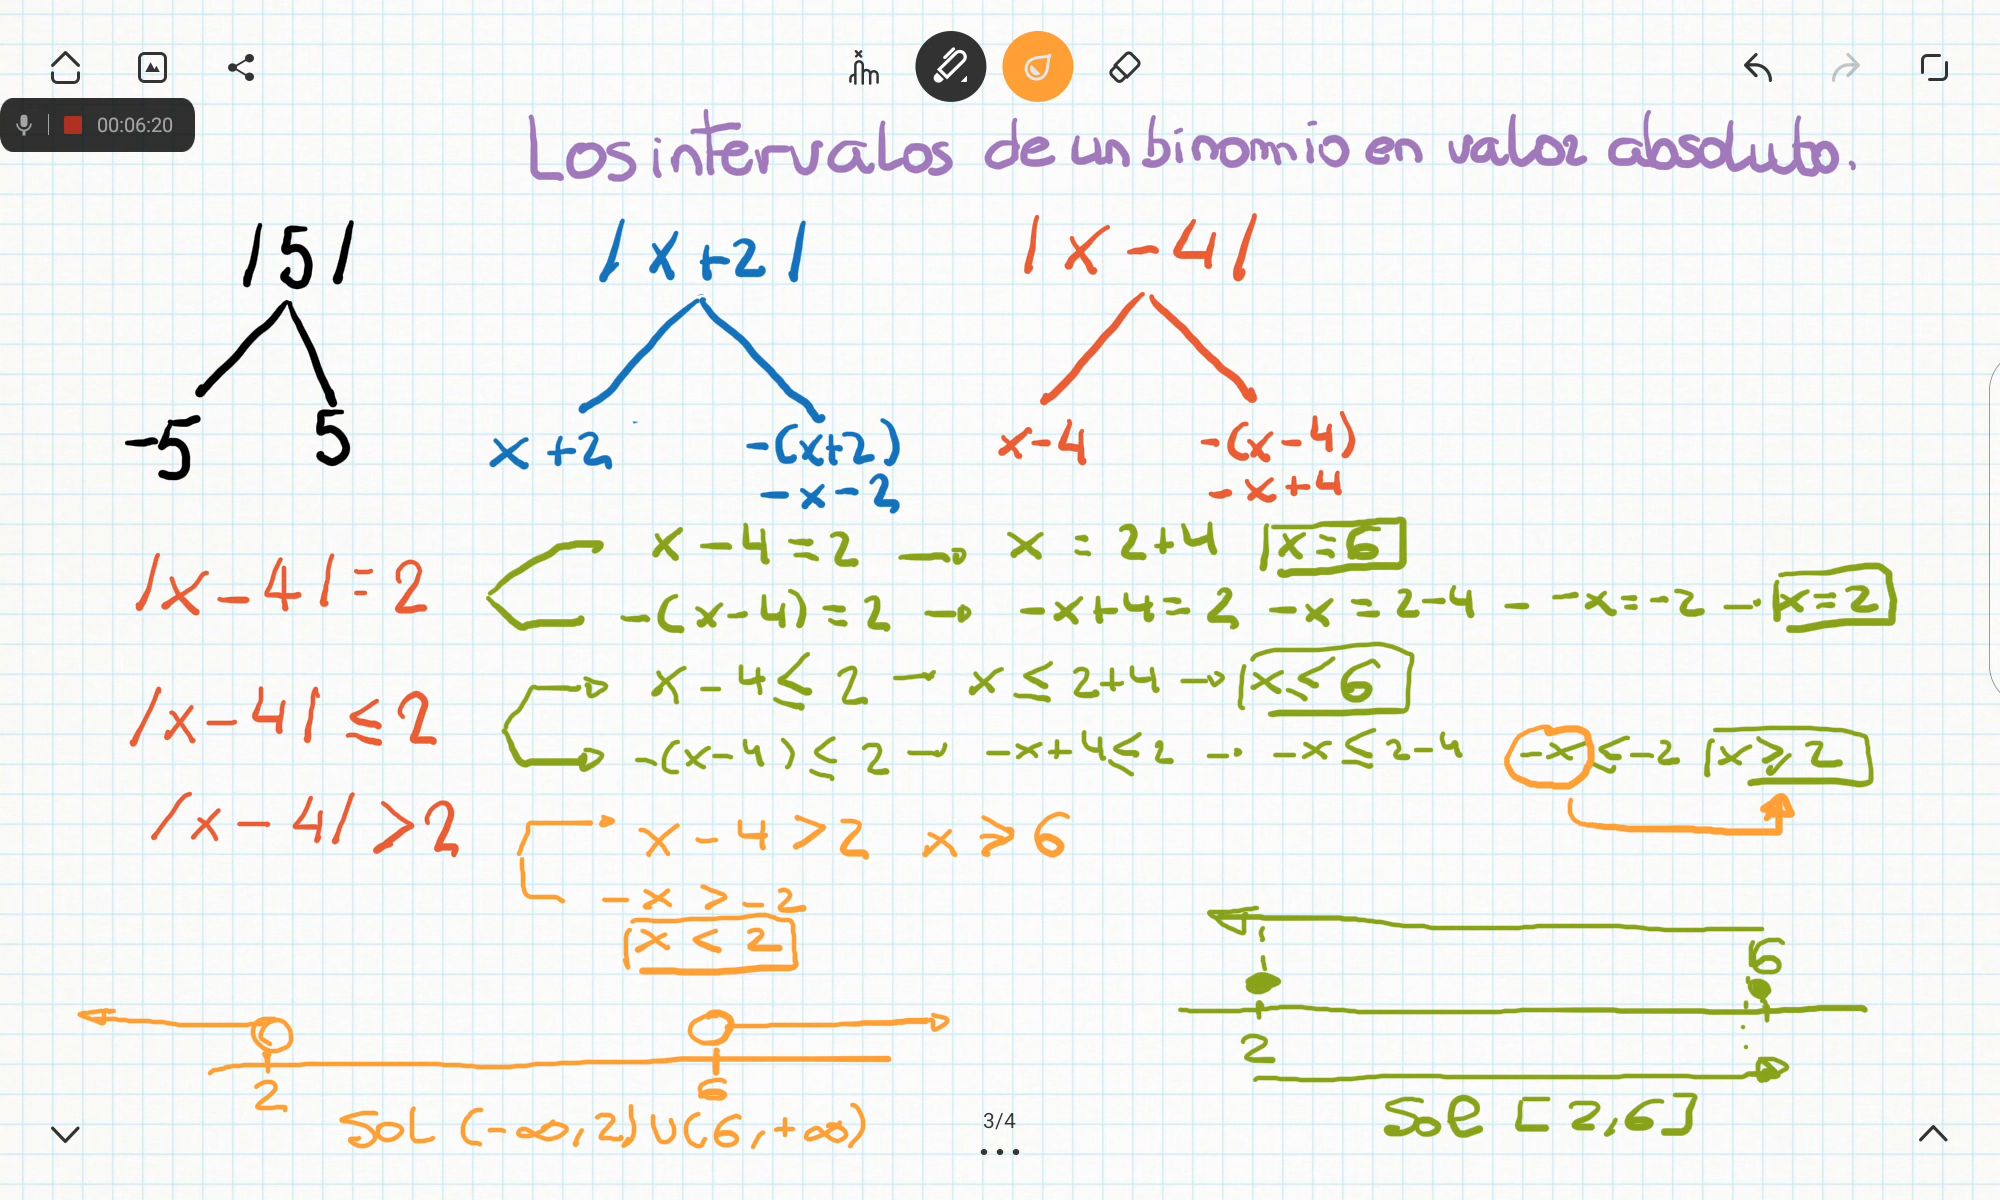 00:06:20
Los intervalos de un binomio en valor absoluto.
|5| |x+2| |x-4|
-5 5 x+2 -(x+2) x-4 -(x-4)
-x-2 -x+4
|x-4|=2
x-4=2 → x = 2+4 |x=6
-(x-4)=2 → -x+4=2 -x=2-4 - -x=-2 → x=2
|x-4| ≤ 2
x-4≤2 → x≤2+4 → x≤6
-(x-4)≤2 → -x+4≤2 → -x≤2-4 -x≤-2 x≥2
|x-4| >2
x-4>2 x≥6
-x >-2
x < 2
2 6
Sol (-∞,2) U (6,+∞)
6
2
Sol [2,6]
3/4